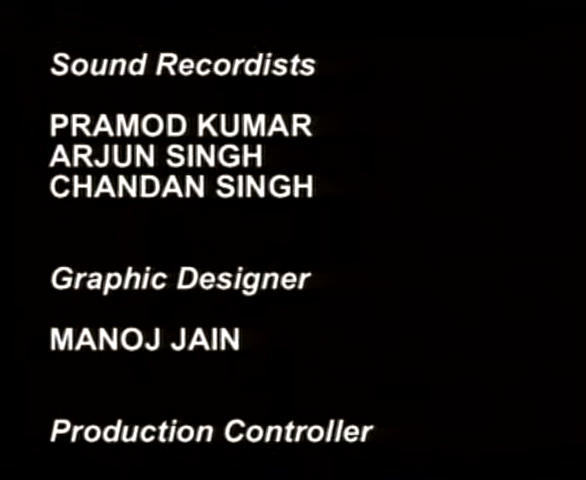 Sound Recordists
PRAMOD KUMAR
ARJUN SINGH
CHANDAN SINGH
Graphic Designer
MANOJ JAIN
Production Controller